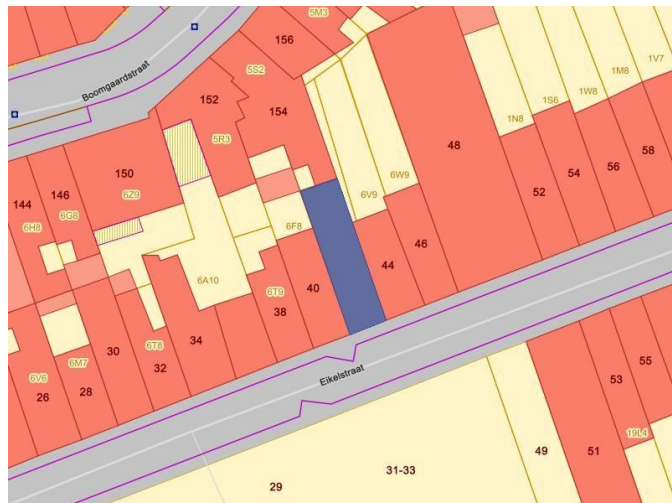 5M3
156
5S2
Boomgaardstraat
1V7
1M8
1W8
1S6
1N8
152
154
5R3
48
58
56
54
52
150
6Z9
146
144
6G8
6H8
6W9
6V9
6F8
46
44
40
6A10
6T9
38
34
30
6T8
32
6M7
28
6V6
26
Eikelstraat
55
53
19L4
51
49
31-33
29